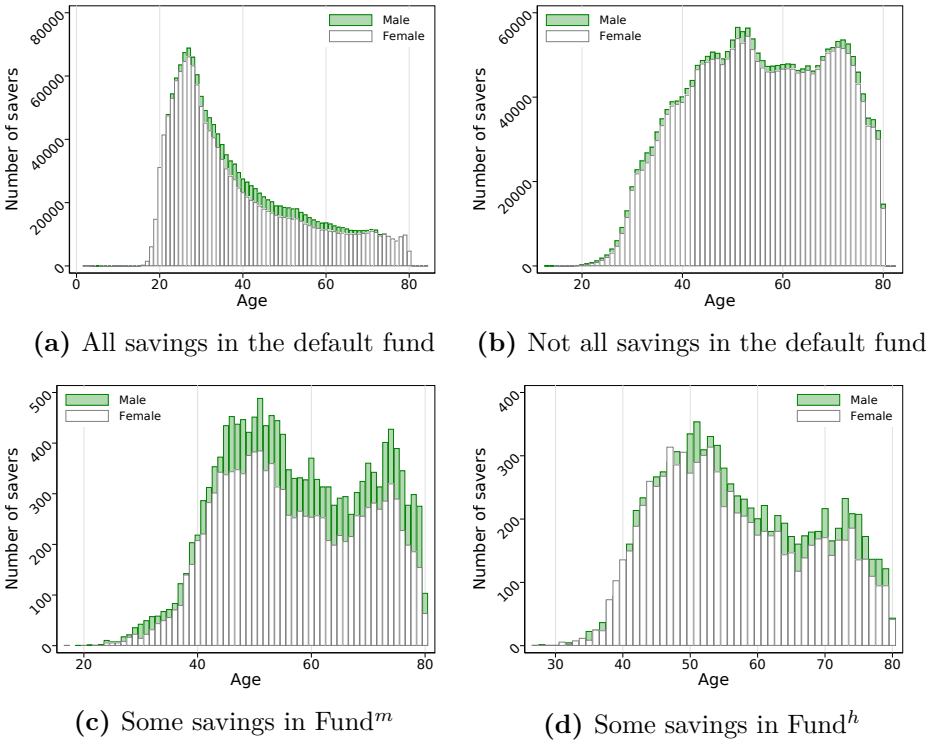 Number of savers
80000
60000
40000
20000
0
Male
Female
0 20 40 60 80
Age
(a) All savings in the default fund
Number of savers
60000
40000
20000
0
Male
Female
20 40 60 80
Age
(b) Not all savings in the default fund
Number of savers
500
400
300
200
100
0
Male
Female
20 40 60 80
Age
(c) Some savings in Fundᵐ
Number of savers
400
300
200
100
0
Male
Female
30 40 50 60 70 80
Age
(d) Some savings in Fundʰ